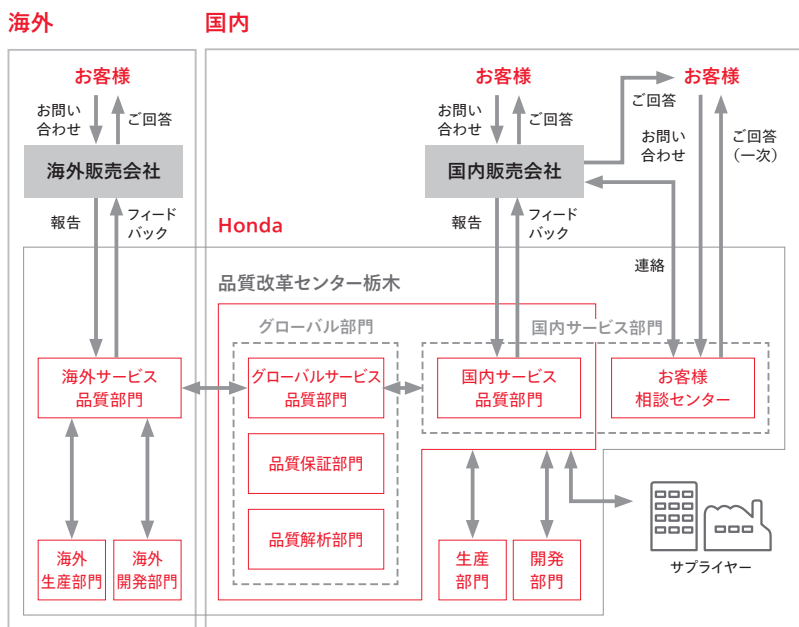 海外
国内
お客様
お客様
お客様
お問い
合わせ
ご回答
お問い
合わせ
ご回答
ご回答
お問い
合わせ
ご回答
（一次）
海外販売会社
国内販売会社
報告
フィード
バック
Honda
報告
フィード
バック
連絡
品質改革センター栃木
グローバル部門
国内サービス部門
海外サービス
品質部門
グローバルサービス
品質部門
国内サービス
品質部門
お客様
相談センター
品質保証部門
品質解析部門
海外
生産部門
海外
開発部門
生産
部門
開発
部門
サプライヤー